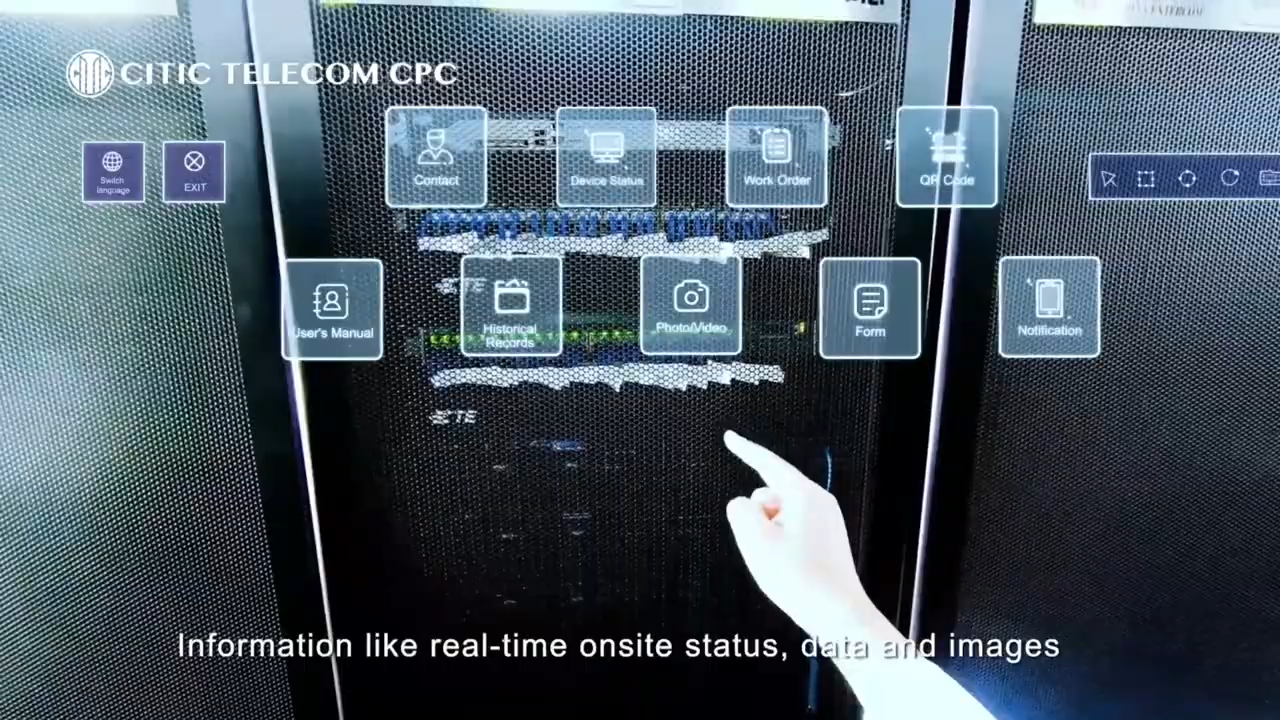 CITIC TELECOM CPC
Contact
Device Status
Work Order
QR Code
Switch
language
EXIT
User's Manual
Historical
Records
Photo/Video
Form
Notification
Information like real-time onsite status, data and images